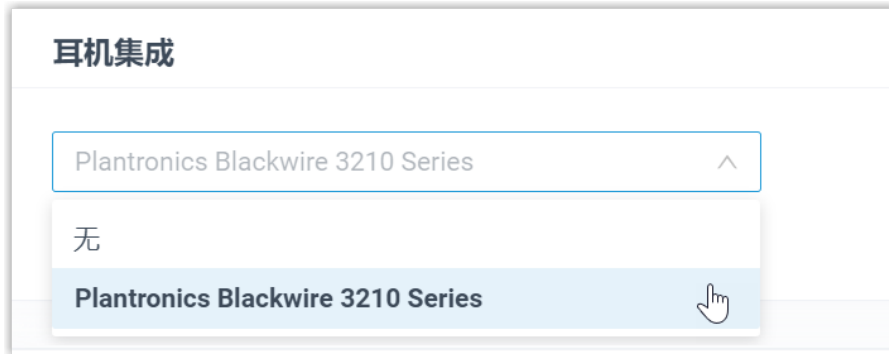 耳机集成
Plantronics Blackwire 3210 Series
无
Plantronics Blackwire 3210 Series